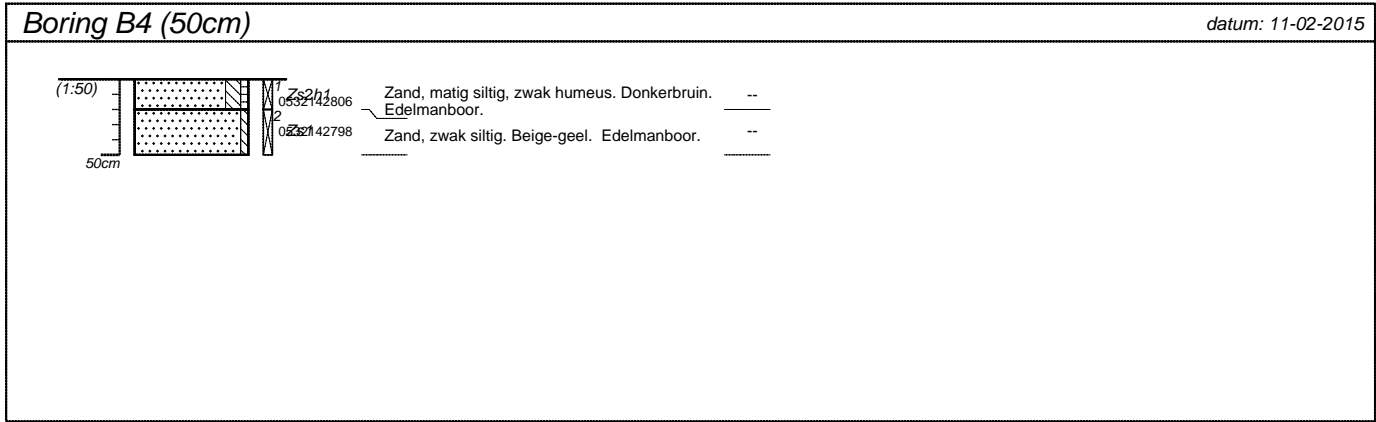 Boring B4 (50cm)
datum: 11-02-2015
(1:50)
1
Zs2h1
0532142806
Zand, matig siltig, zwak humeus. Donkerbruin.
Edelmanboor.
--
2
Zs1
0532142798
Zand, zwak siltig. Beige-geel. Edelmanboor.
--
50cm